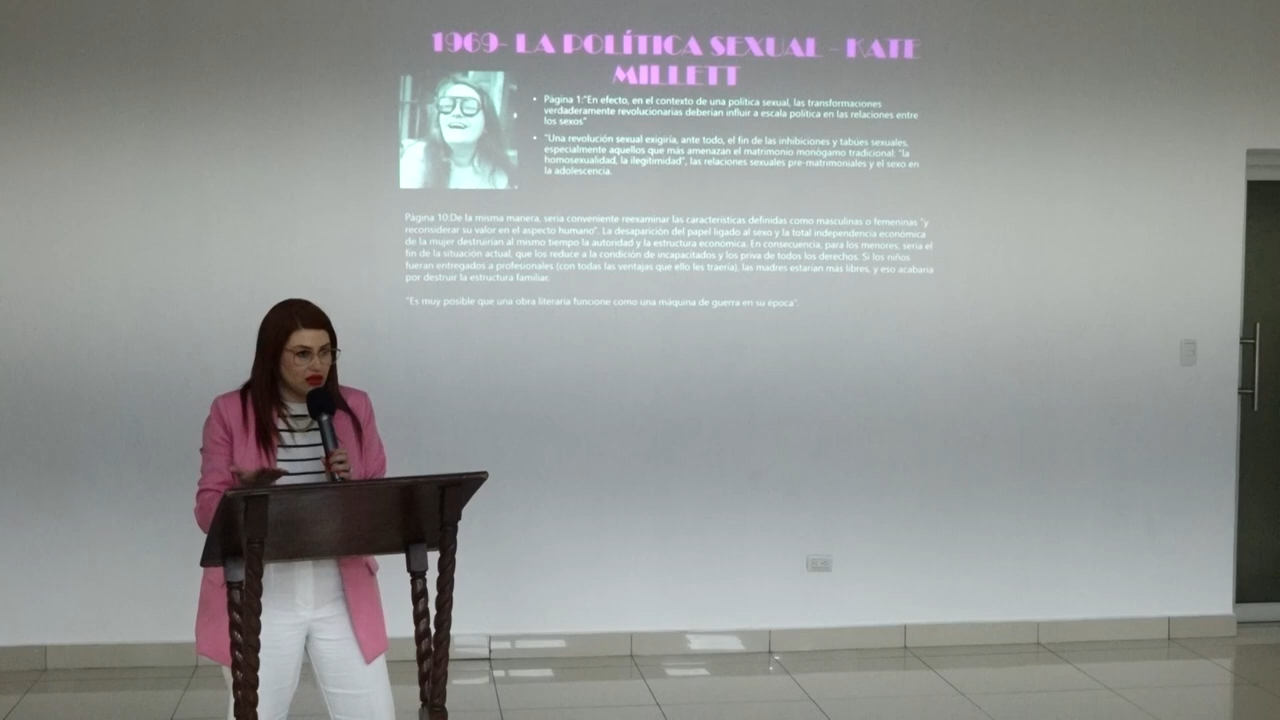 1969- LA POLÍTICA SEXUAL - KATE
MILLETT
• Página 1:"En efecto, en el contexto de una política sexual, las transformaciones
verdaderamente revolucionarias deberían influir a escala política en las relaciones entre
los sexos"
• "Una revolución sexual exigiría, ante todo, el fin de las inhibiciones y tabúes sexuales,
especialmente aquellos que más amenazan el matrimonio monógamo tradicional: "la
homosexualidad, la ilegitimidad", las relaciones sexuales pre-matrimoniales y el sexo en
la adolescencia.
Página 10:De la misma manera, sería conveniente reexaminar las características definidas como masculinas o femeninas "y
reconsiderar su valor en el aspecto humano". La desaparición del papel ligado al sexo y la total independencia económica
de la mujer destruirían al mismo tiempo la autoridad y la estructura económica. En consecuencia, para los menores, sería el
fin de la situación actual, que los reduce a la condición de incapacitados y los priva de todos los derechos. Si los niños
fueran entregados a profesionales (con todas las ventajas que ello les traería), las madres estarían más libres, y eso acabaría
por destruir la estructura familiar.
"Es muy posible que una obra literaria funcione como una máquina de guerra en su época".